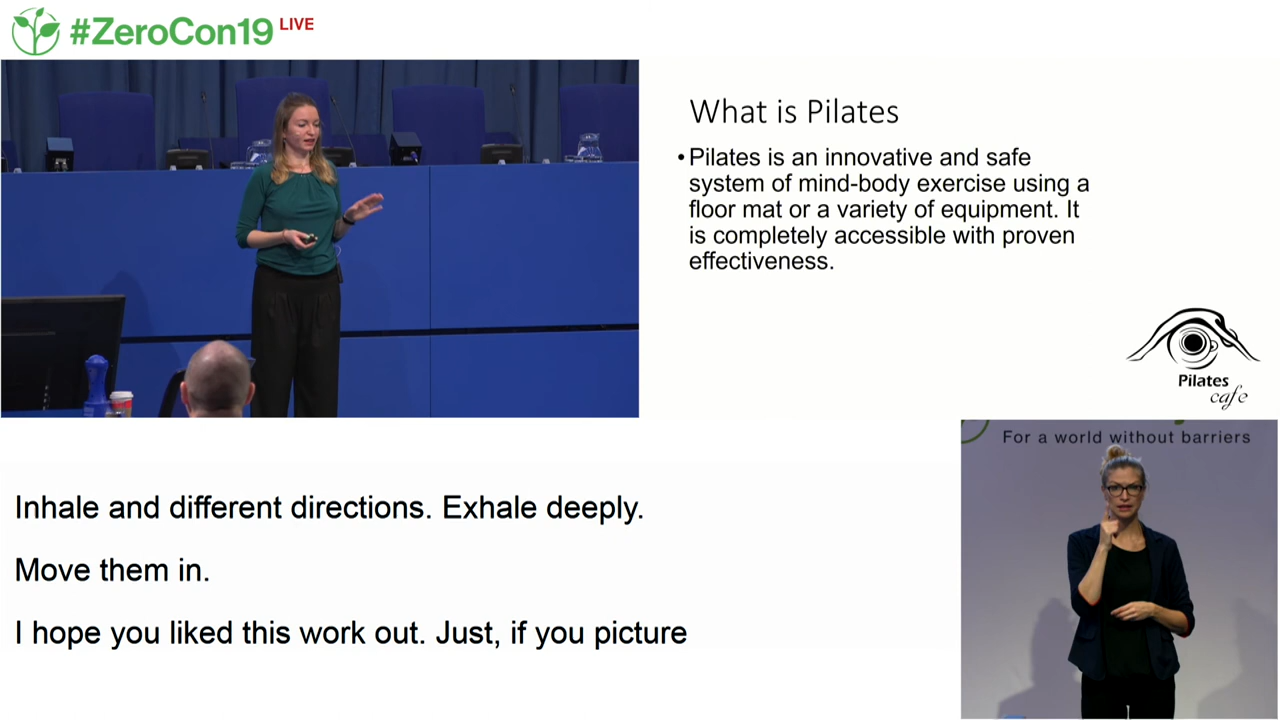 #ZeroCon19 LIVE
What is Pilates
• Pilates is an innovative and safe
system of mind-body exercise using a
floor mat or a variety of equipment. It
is completely accessible with proven
effectiveness.
Pilates
cafe
For a world without barriers
Inhale and different directions. Exhale deeply.
Move them in.
I hope you liked this work out. Just, if you picture